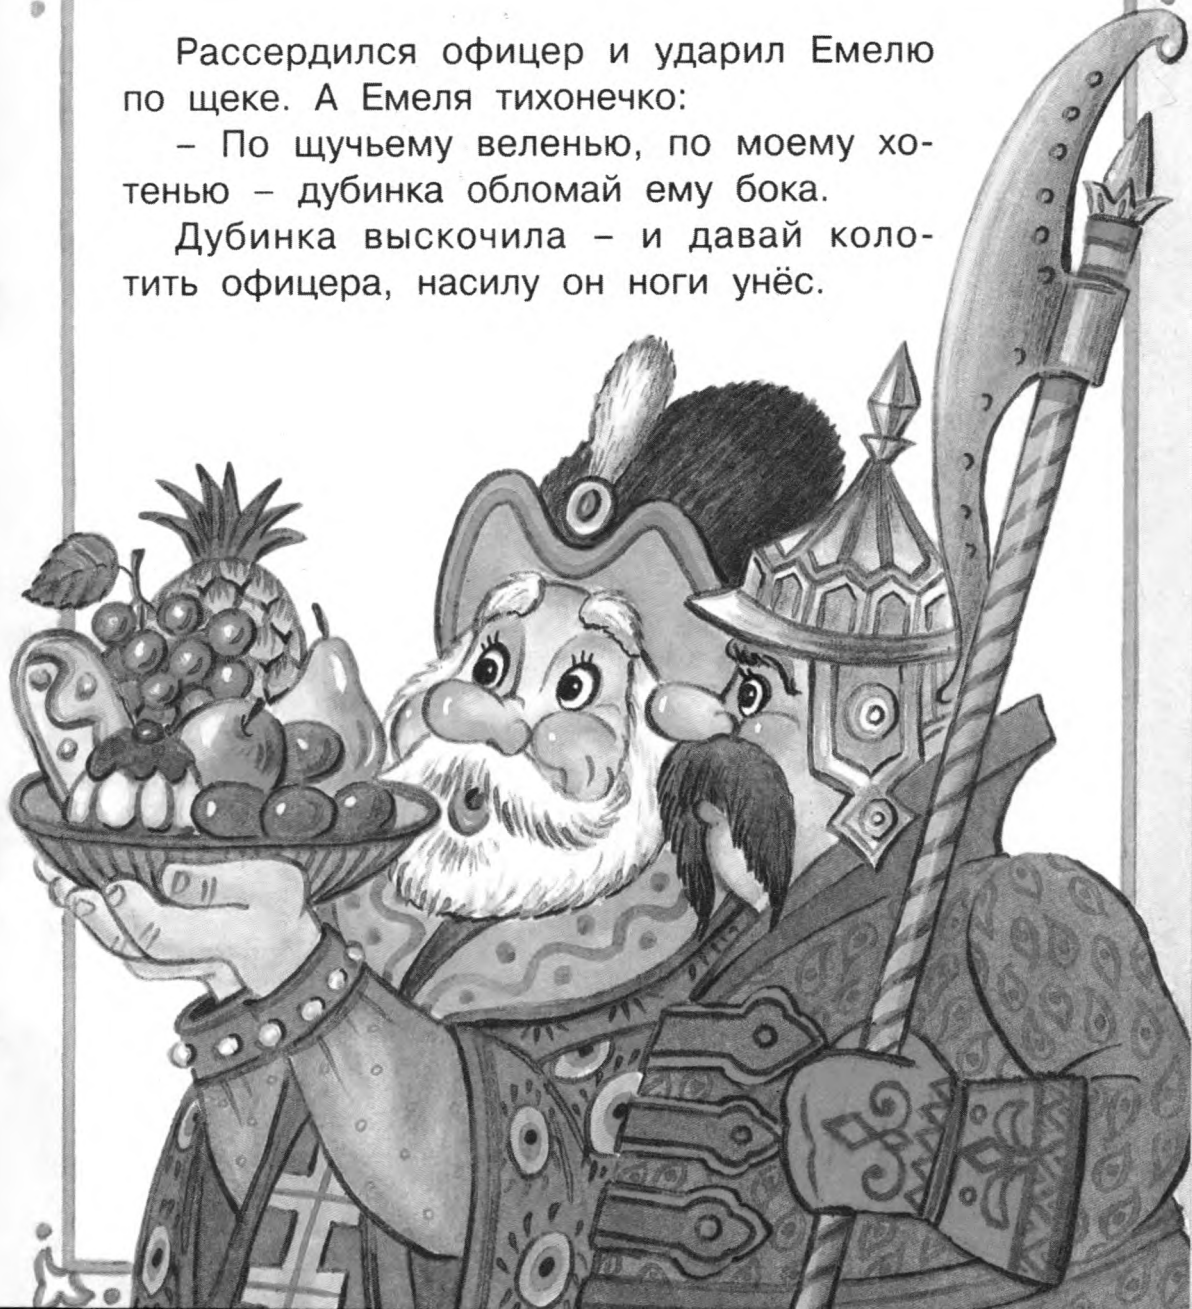 Рассердился офицер и ударил Емелю
по щеке. А Емеля тихонечко:
– По щучьему веленью, по моему хо-
тенью – дубинка обломай ему бока.
Дубинка выскочила – и давай коло-
тить офицера, насилу он ноги унёс.